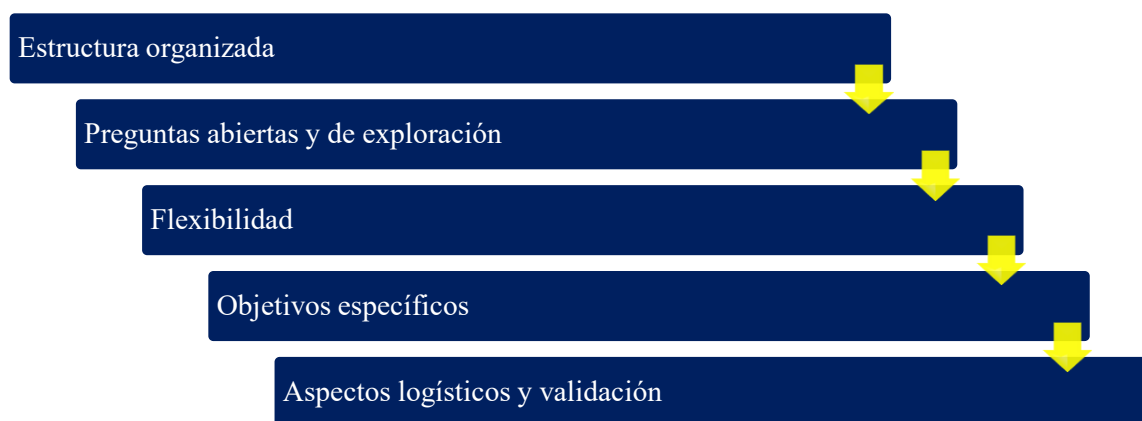 Estructura organizada
Preguntas abiertas y de exploración
Flexibilidad
Objetivos específicos
Aspectos logísticos y validación